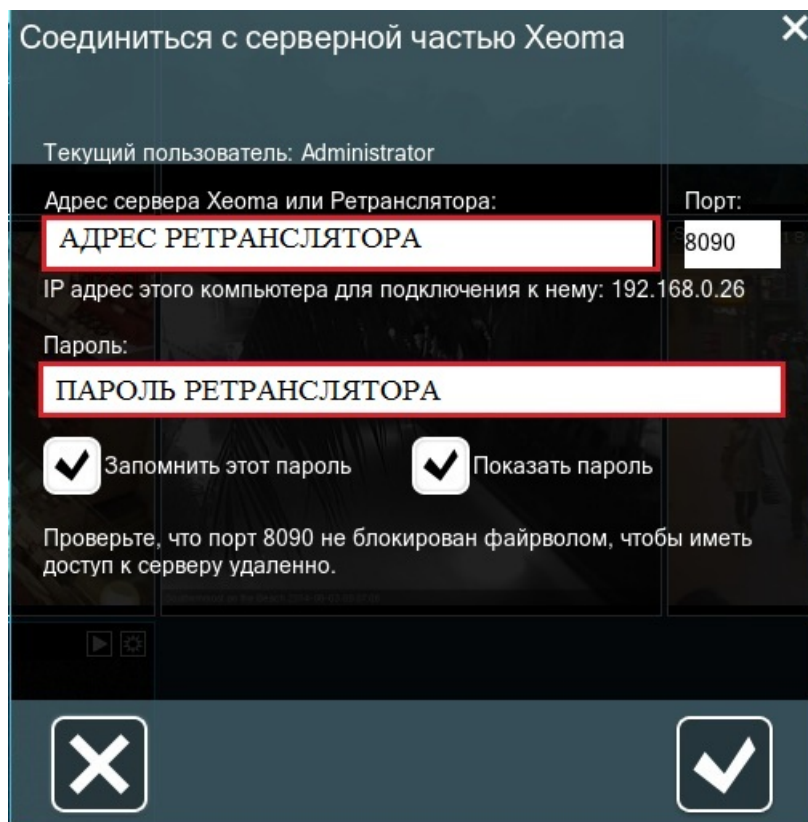 Соединиться с серверной частью Xeoma
Текущий пользователь: Administrator
Адрес сервера Xeoma или Ретранслятора:
Порт:
АДРЕС РЕТРАНСЛЯТОРА
8090
IP адрес этого компьютера для подключения к нему: 192.168.0.26
Пароль:
ПАРОЛЬ РЕТРАНСЛЯТОРА
Запомнить этот пароль
Показать пароль
Проверьте, что порт 8090 не блокирован файрволом, чтобы иметь
доступ к серверу удаленно.